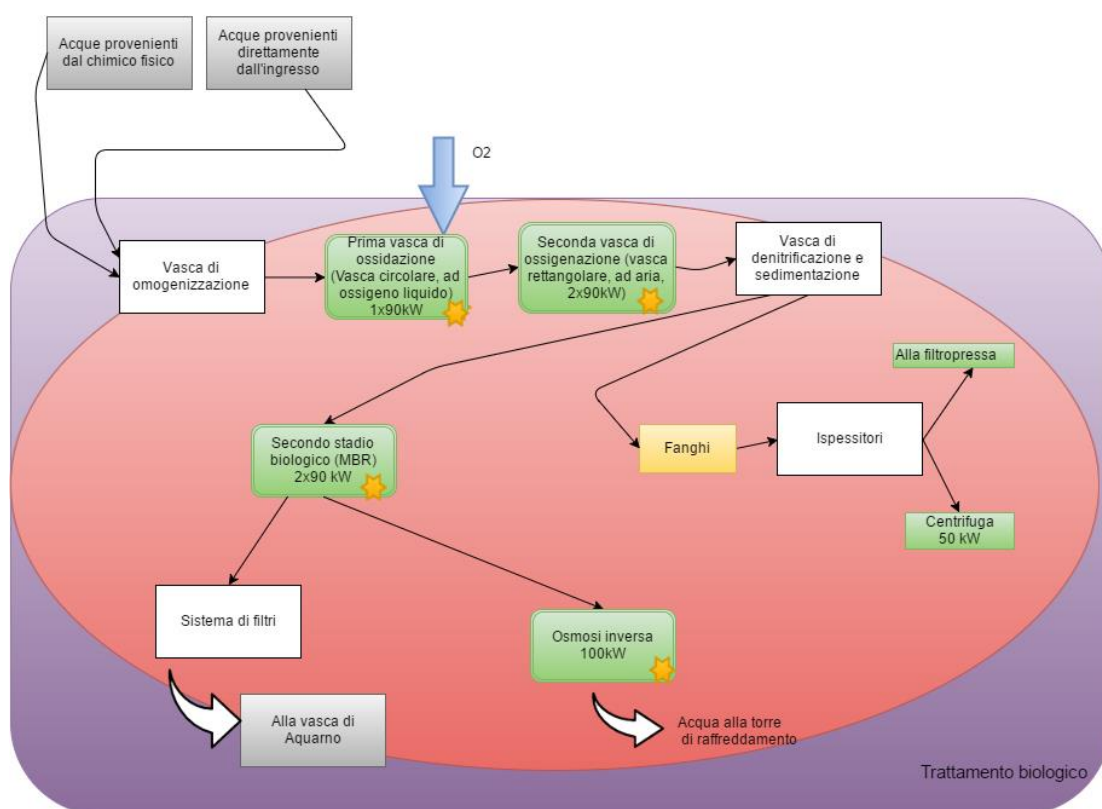 Acque provenienti
dal chimico fisico
Acque provenienti
direttamente
dall'ingresso
O2
Vasca di
omogenizzazione
Prima vasca di
ossidazione
(Vasca circolare, ad
ossigeno liquido)
1x90kW
Seconda vasca di
ossigenazione (vasca
rettangolare, ad aria,
2x90kW)
Vasca di
denitrificazione e
sedimentazione
Alla filtropressa
Secondo stadio
biologico (MBR)
2x90 kW
Fanghi
Ispessitori
Centrifuga
50 kW
Sistema di filtri
Osmosi inversa
100kW
Alla vasca di
Aquarno
Acqua alla torre
di raffreddamento
Trattamento biologico